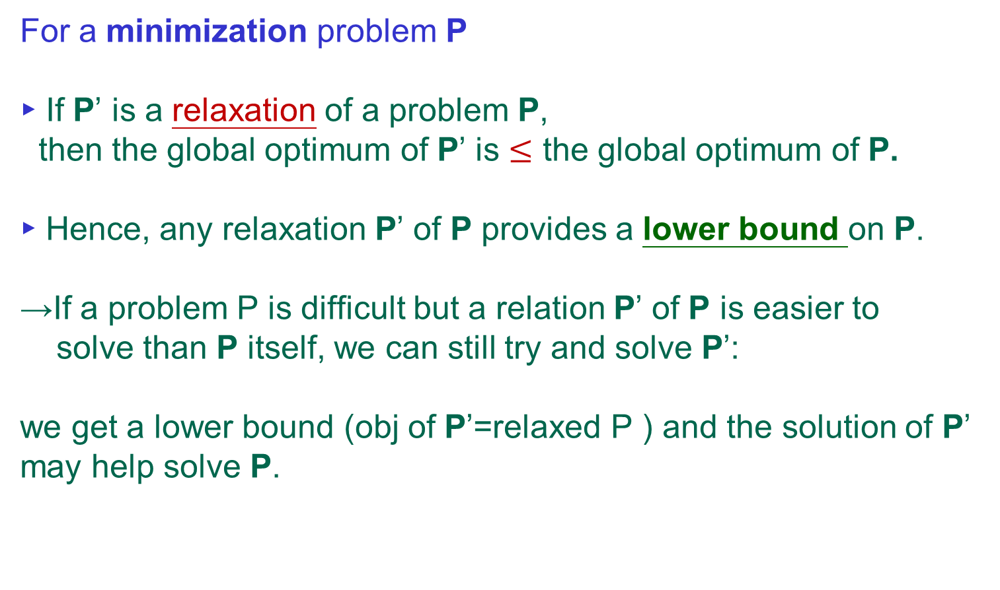 For a minimization problem P
▸ If P’ is a relaxation of a problem P,
then the global optimum of P’ is ≤ the global optimum of P.
▸ Hence, any relaxation P’ of P provides a lower bound on P.
→If a problem P is difficult but a relation P’ of P is easier to
solve than P itself, we can still try and solve P’:
we get a lower bound (obj of P’=relaxed P ) and the solution of P’
may help solve P.